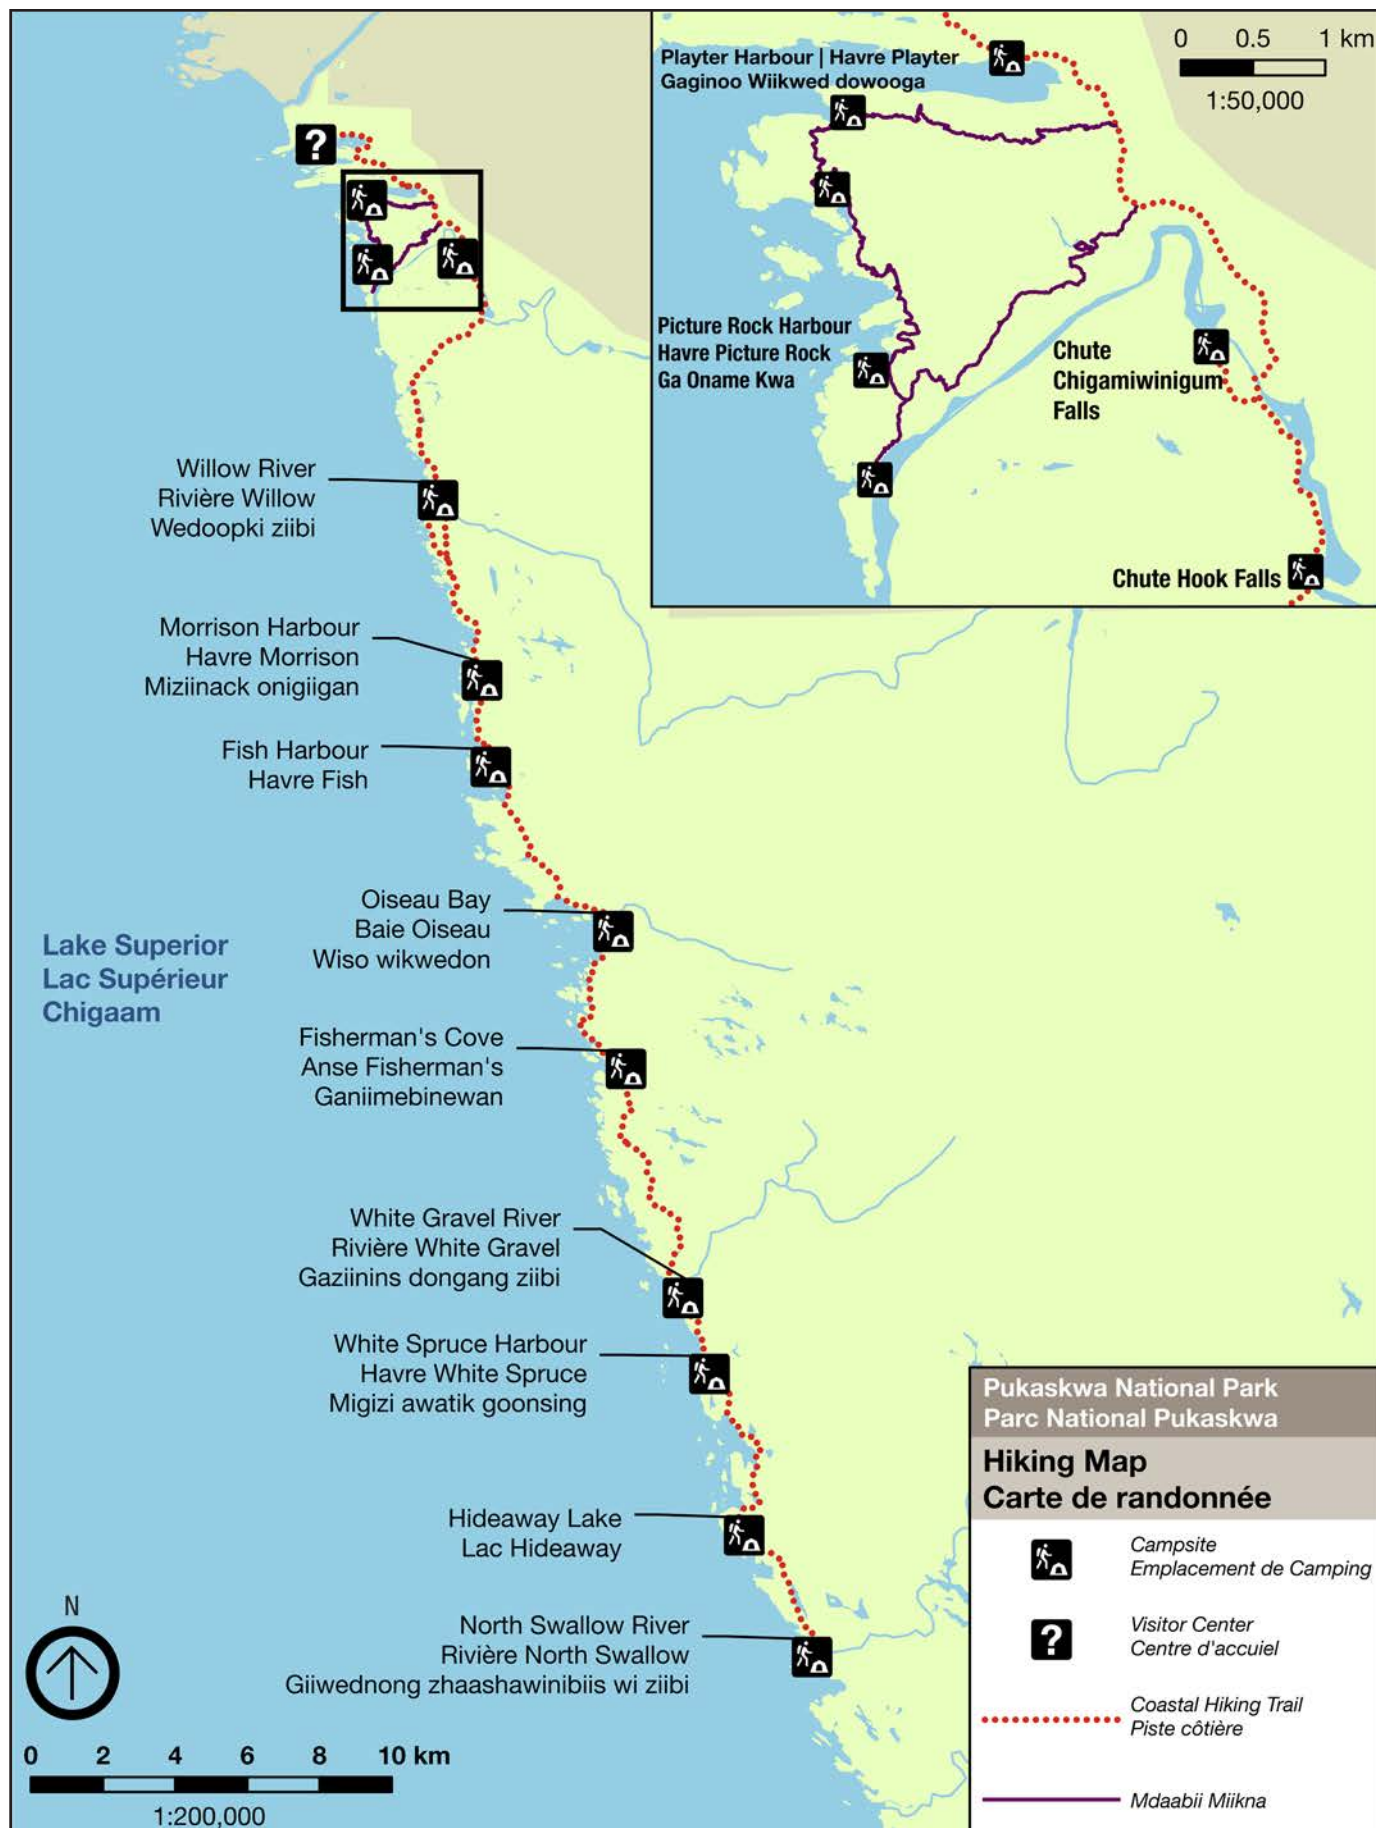 Playter Harbour | Havre Playter
Gaginoo Wiikwed dowooga
0 0.5 1 km
1:50,000
?
Picture Rock Harbour
Havre Picture Rock
Ga Oname Kwa
Chute
Chigamiwinigum
Falls
Chute Hook Falls
Willow River
Rivière Willow
Wedoopki ziibi
Morrison Harbour
Havre Morrison
Miziinack onigiigan
Fish Harbour
Havre Fish
Oiseau Bay
Baie Oiseau
Wiso wikwedon
Lake Superior
Lac Supérieur
Chigaam
Fisherman's Cove
Anse Fisherman's
Ganiimebinewan
White Gravel River
Rivière White Gravel
Gaziinins dongang ziibi
White Spruce Harbour
Havre White Spruce
Migizi awatik goonsing
Hideaway Lake
Lac Hideaway
North Swallow River
Rivière North Swallow
Giiwednong zhaashawinibiis wi ziibi
N
0 2 4 6 8 10 km
1:200,000
Pukaskwa National Park
Parc National Pukaskwa
Hiking Map
Carte de randonnée
Campsite
Emplacement de Camping
?
Visitor Center
Centre d'accuiel
Coastal Hiking Trail
Piste côtière
Mdaabii Miikna